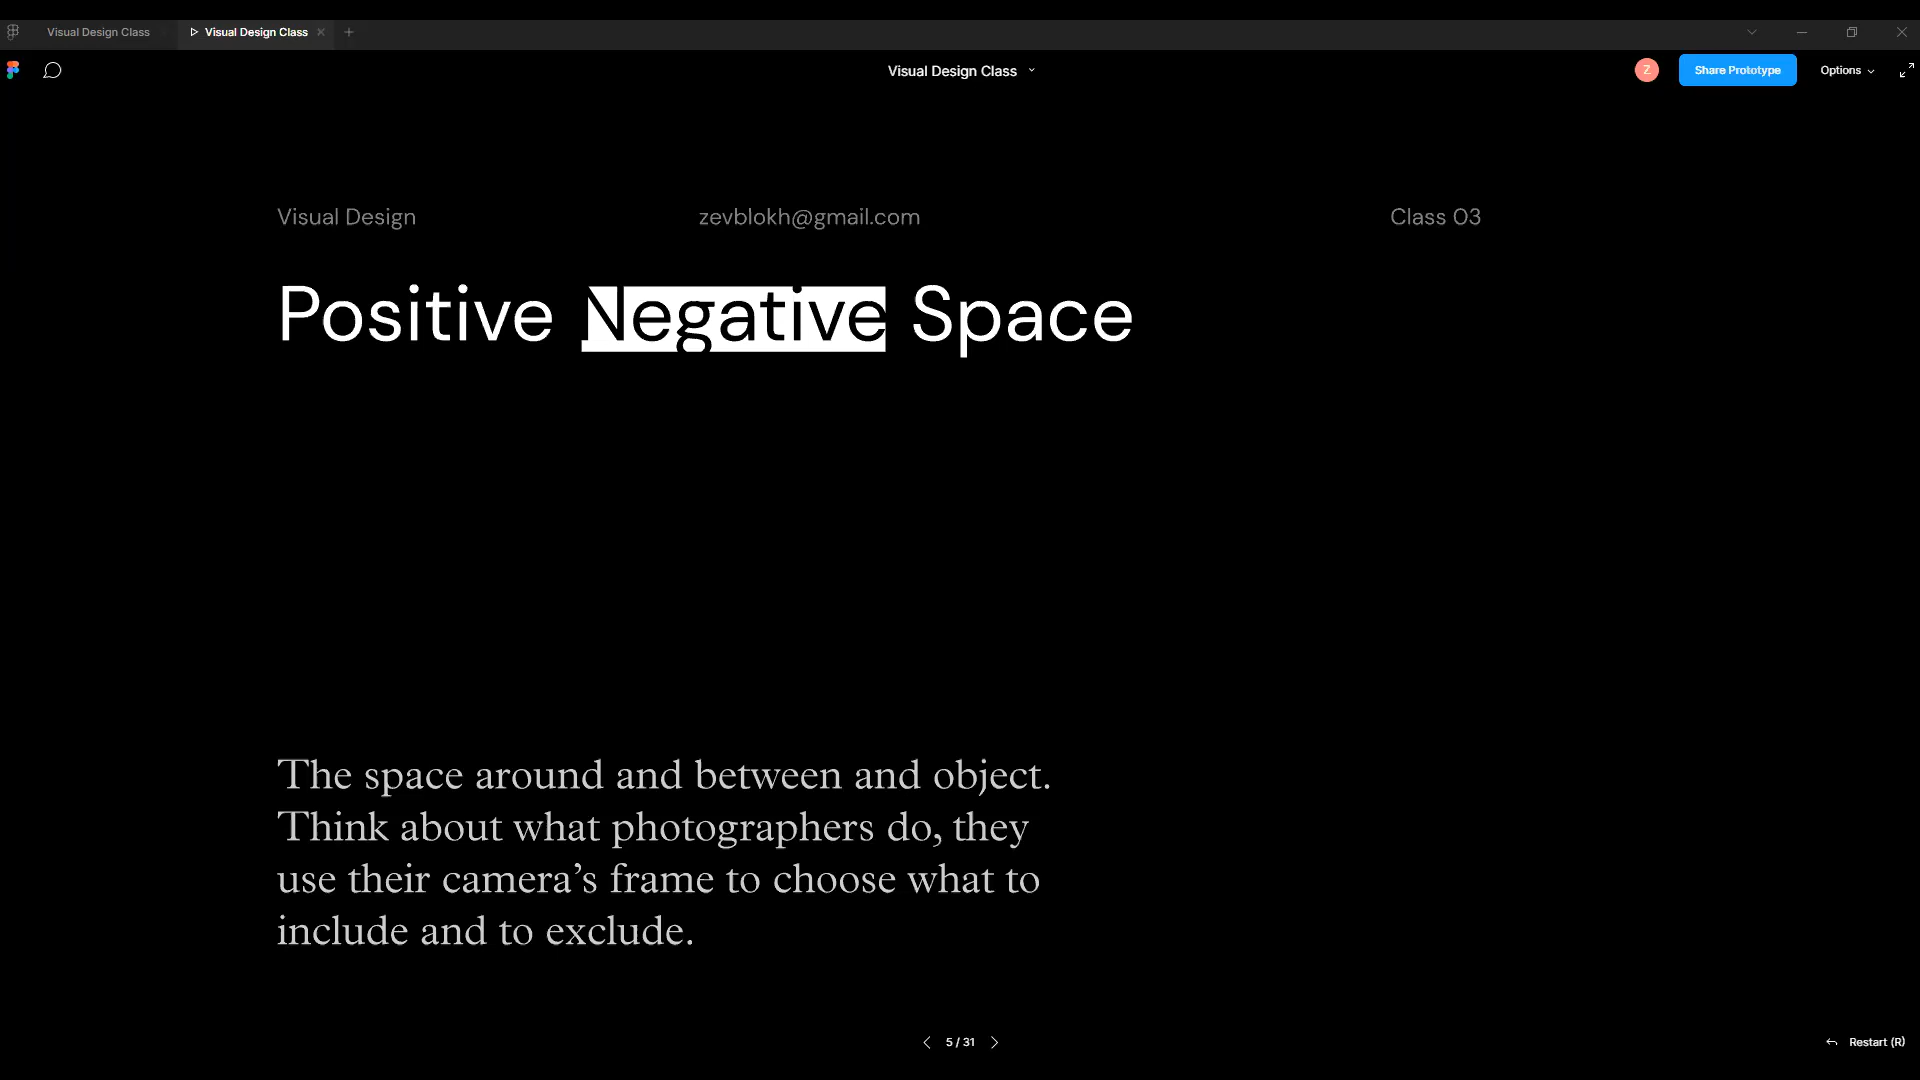 Visual Design Class
Visual Design Class
Visual Design Class
Z
Share Prototype
Options
Visual Design
zevblokh@gmail.com
Class 03
Positive Negative Space
The space around and between and object.
Think about what photographers do, they
use their camera’s frame to choose what to
include and to exclude.
5 / 31
Restart (R)